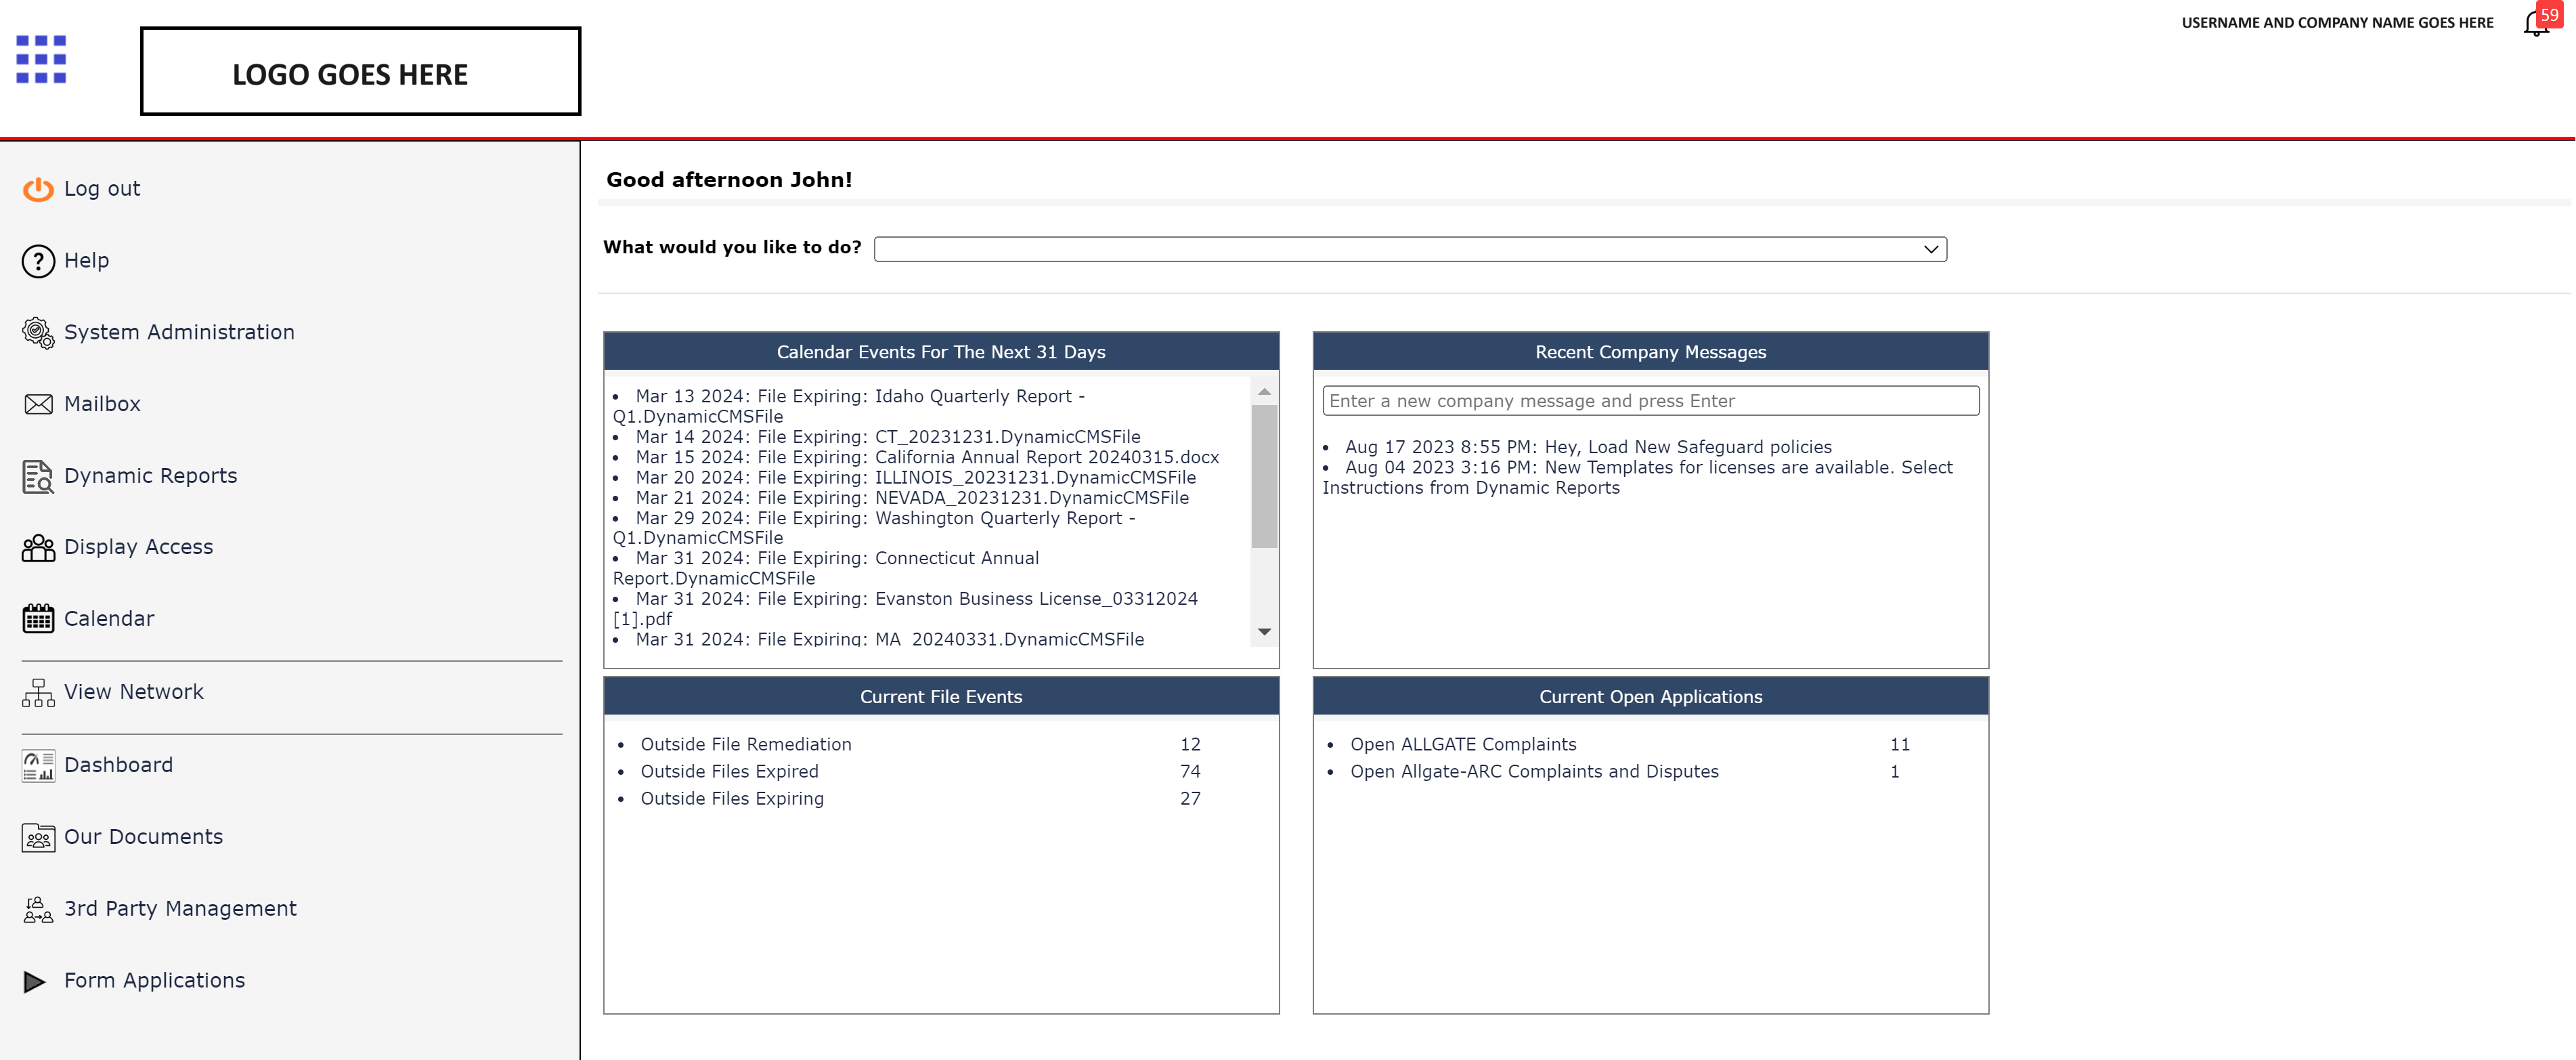 USERNAME AND COMPANY NAME GOES HERE
59
LOGO GOES HERE
Log out
Help
System Administration
Mailbox
Dynamic Reports
Display Access
Calendar
View Network
Dashboard
Our Documents
3rd Party Management
Form Applications
Good afternoon John!
What would you like to do?
Calendar Events For The Next 31 Days
• Mar 13 2024: File Expiring: Idaho Quarterly Report -
Q1.DynamicCMSFile
• Mar 14 2024: File Expiring: CT_20231231.DynamicCMSFile
• Mar 15 2024: File Expiring: California Annual Report 20240315.docx
• Mar 20 2024: File Expiring: ILLINOIS_20231231.DynamicCMSFile
• Mar 21 2024: File Expiring: NEVADA_20231231.DynamicCMSFile
• Mar 29 2024: File Expiring: Washington Quarterly Report -
Q1.DynamicCMSFile
• Mar 31 2024: File Expiring: Connecticut Annual
Report.DynamicCMSFile
• Mar 31 2024: File Expiring: Evanston Business License_03312024
[1].pdf
• Mar 31 2024: File Expiring: MA_20240331.DynamicCMSFile
Recent Company Messages
Enter a new company message and press Enter
• Aug 17 2023 8:55 PM: Hey, Load New Safeguard policies
• Aug 04 2023 3:16 PM: New Templates for licenses are available. Select
Instructions from Dynamic Reports
Current File Events
• Outside File Remediation 12
• Outside Files Expired 74
• Outside Files Expiring 27
Current Open Applications
• Open ALLGATE Complaints 11
• Open Allgate-ARC Complaints and Disputes 1